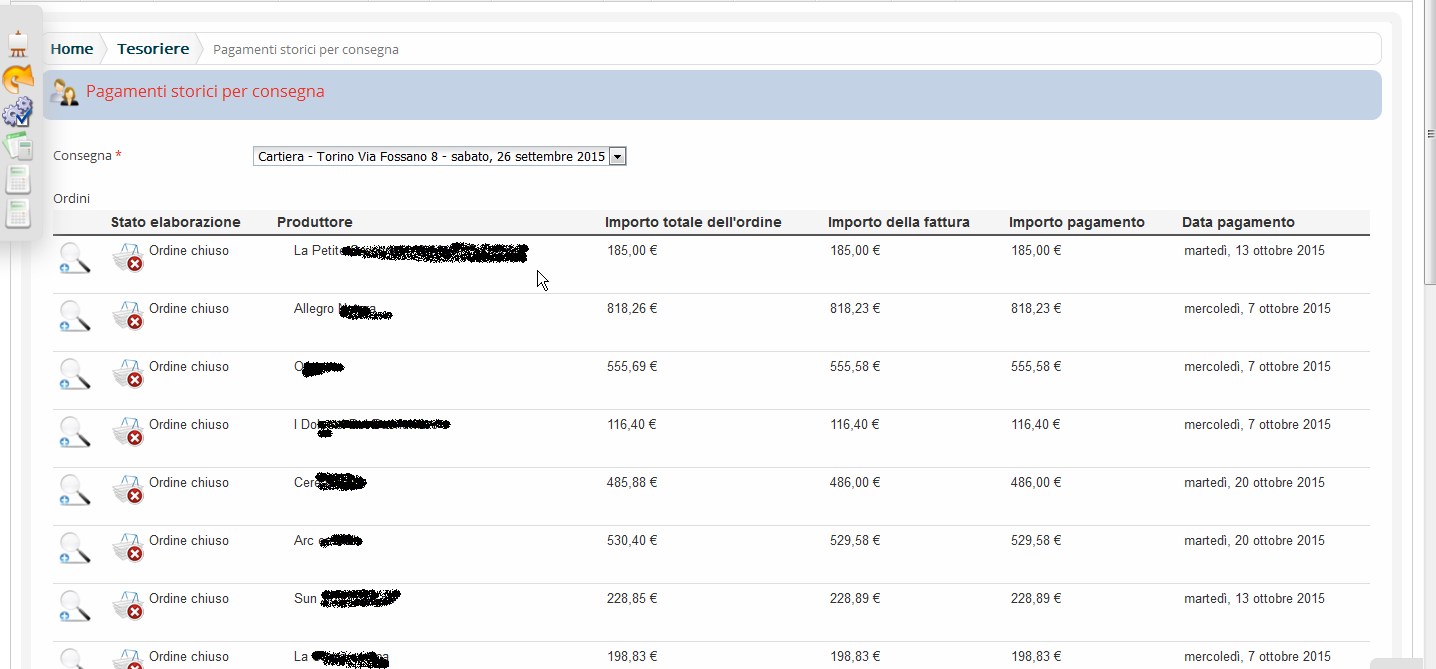 Home Tesoriere Pagamenti storici per consegna
Pagamenti storici per consegna
Consegna * Cartiera - Torino Via Fossano 8 - sabato, 26 settembre 2015
Ordini
Stato elaborazione Produttore Importo totale dell'ordine Importo della fattura Importo pagamento Data pagamento
Ordine chiuso La Petite 185,00 € 185,00 € 185,00 € martedì, 13 ottobre 2015
Ordine chiuso Allegro 818,26 € 818,23 € 818,23 € mercoledì, 7 ottobre 2015
Ordine chiuso 555,69 € 555,58 € 555,58 € mercoledì, 7 ottobre 2015
Ordine chiuso I 116,40 € 116,40 € 116,40 € mercoledì, 7 ottobre 2015
Ordine chiuso 485,88 € 486,00 € 486,00 € martedì, 20 ottobre 2015
Ordine chiuso Arc 530,40 € 529,58 € 529,58 € martedì, 20 ottobre 2015
Ordine chiuso Sun 228,85 € 228,89 € 228,89 € martedì, 13 ottobre 2015
Ordine chiuso La 198,83 € 198,83 € 198,83 € mercoledì, 7 ottobre 2015